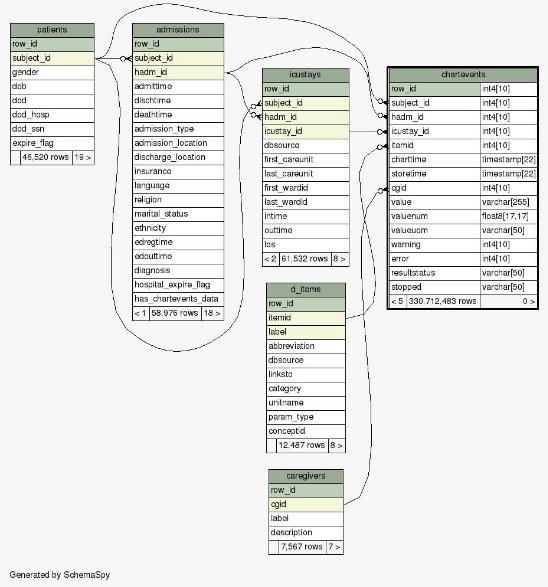 patients
row_id
subject_id
gender
dob
dod
dod_hosp
dod_ssn
expire_flag
46,520 rows 19 >
admissions
row_id
subject_id
hadm_id
admittime
dischtime
deathtime
admission_type
admission_location
discharge_location
insurance
language
religion
marital_status
ethnicity
edregtime
edouttime
diagnosis
hospital_expire_flag
has_chartevents_data
< 1 58,976 rows 18 >
icustays
row_id
subject_id
hadm_id
icustay_id
dbsource
first_careunit
last_careunit
first_wardid
last_wardid
intime
outtime
los
< 2 61,532 rows 8 >
chartevents
row_id int4[10]
subject_id int4[10]
hadm_id int4[10]
icustay_id int4[10]
itemid int4[10]
charttime timestamp[22]
storetime timestamp[22]
cgid int4[10]
value varchar[255]
valuenum float8[17,17]
valueuom varchar[50]
warning int4[10]
error int4[10]
resultstatus varchar[50]
stopped varchar[50]
< 5 330,712,483 rows 0 >
d_items
row_id
itemid
label
abbreviation
dbsource
linksto
category
unitname
param_type
conceptid
12,487 rows 8 >
caregivers
row_id
cgid
label
description
7,567 rows 7 >
Generated by SchemaSpy